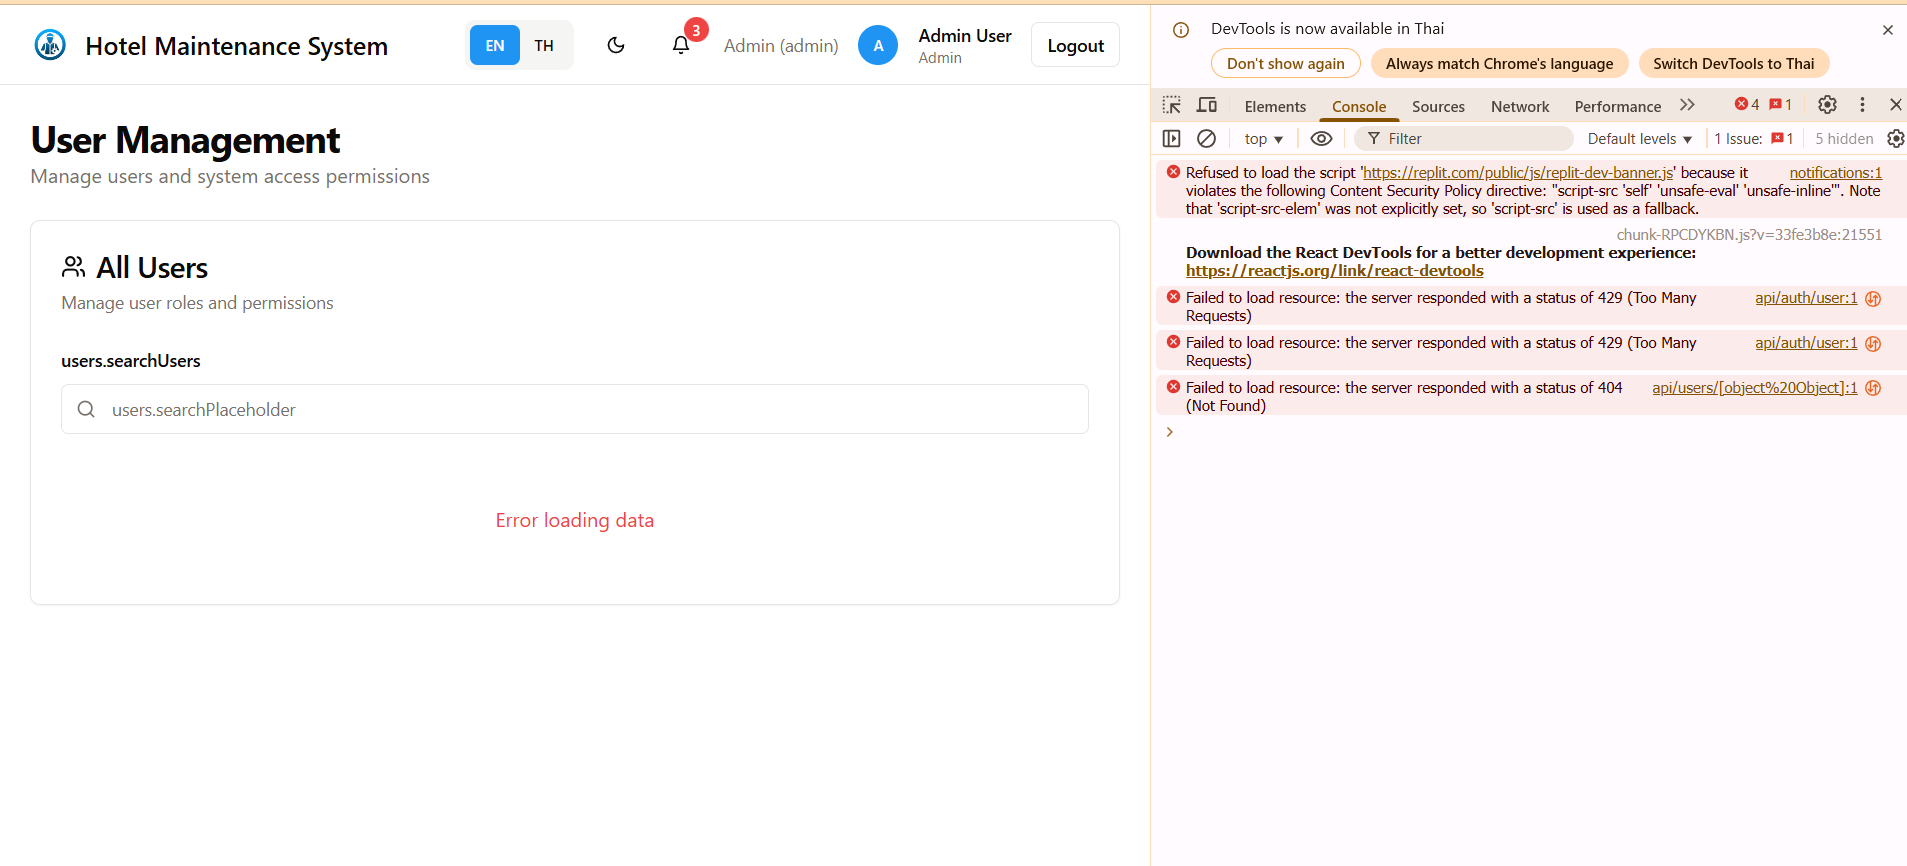 Hotel Maintenance System
EN
TH
3
Admin (admin)
A
Admin User
Admin
Logout
User Management
Manage users and system access permissions
All Users
Manage user roles and permissions
users.searchUsers
users.searchPlaceholder
Error loading data
DevTools is now available in Thai
Don't show again
Always match Chrome's language
Switch DevTools to Thai
Elements
Console
Sources
Network
Performance
4
1
top
Filter
Default levels
1 Issue:
1
5 hidden
Refused to load the script 'https://replit.com/public/js/replit-dev-banner.js' because it
notifications:1
violates the following Content Security Policy directive: "script-src 'self' 'unsafe-eval' 'unsafe-inline'". Note
that 'script-src-elem' was not explicitly set, so 'script-src' is used as a fallback.
chunk-RPCDYKBN.js?v=33fe3b8e:21551
Download the React DevTools for a better development experience:
https://reactjs.org/link/react-devtools
Failed to load resource: the server responded with a status of 429 (Too Many
api/auth/user:1
Requests)
Failed to load resource: the server responded with a status of 429 (Too Many
api/auth/user:1
Requests)
Failed to load resource: the server responded with a status of 404
api/users/[object%20Object]:1
(Not Found)